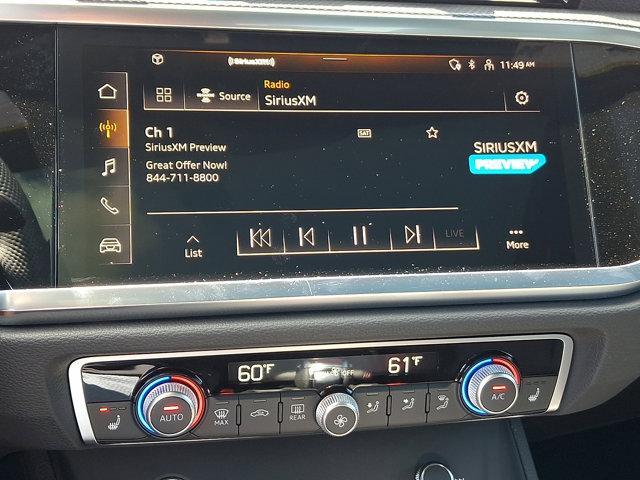 ((SiriusXM))
11:49 AM
Radio
Source
SiriusXM
Ch 1
SAT
SiriusXM Preview
Great Offer Now!
844-711-8800
SIRIUSXM
PREVIEW
List
LIVE
More
60°F
OFF
61°F
AUTO
MAX
REAR
A/C